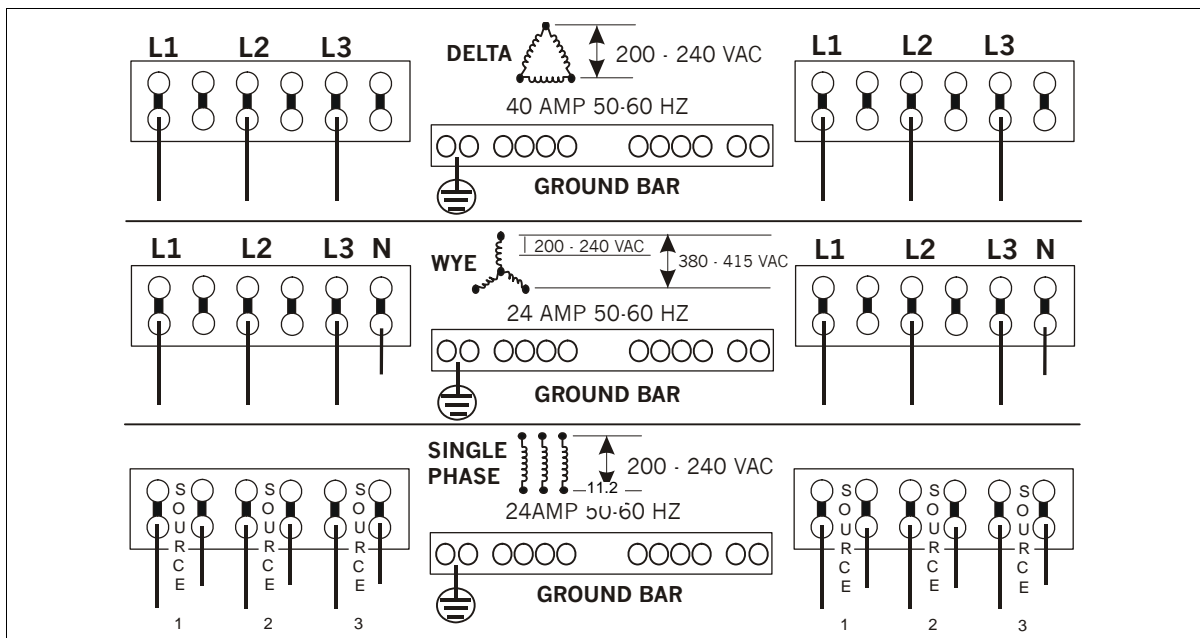 L1 L2 L3
DELTA
200 - 240 VAC
40 AMP 50-60 HZ
GROUND BAR
L1 L2 L3
L1 L2 L3 N
WYE
200 - 240 VAC
380 - 415 VAC
24 AMP 50-60 HZ
GROUND BAR
L1 L2 L3 N
SOURCE
1
SOURCE
2
SOURCE
3
SINGLE
PHASE
200 - 240 VAC
11.2
24AMP 50-60 HZ
GROUND BAR
SOURCE
1
SOURCE
2
SOURCE
3